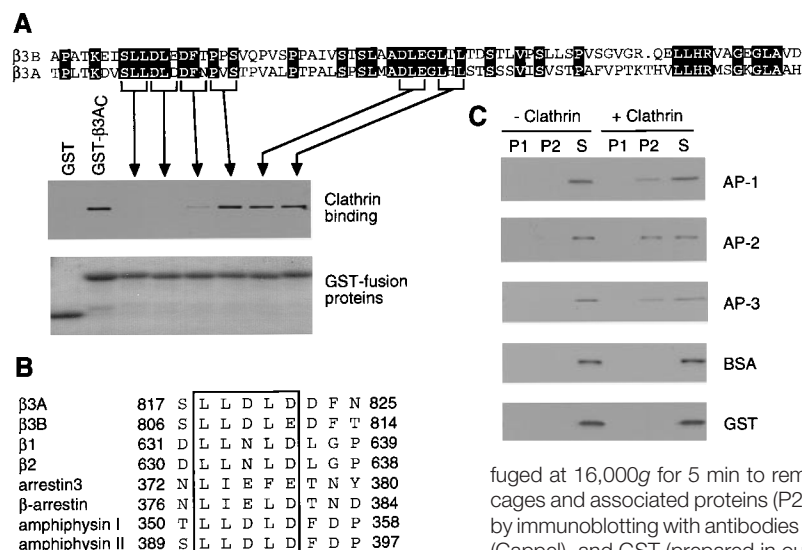 A
β3B APATKEISLLDLEDFTPPSVQPVSPPAIVSTSLAADLEGLTLTDSTLVPSLLSPVSGVGR.QELLHRVAGEGLAVD
β3A TPLTKDVSLLDLDDFNPVSTPVALPTPALSPSLMADLEGLHLSTSSSVISVSTPAFVPTKTHVLLHRMSGKGLAAH
GST
GST-β3AC
Clathrin
binding
GST-fusion
proteins
B
β3A 817 S L L D L D D F N 825
β3B 806 S L L D L E D F T 814
β1 631 D L L N L D L G P 639
β2 630 D L L N L D L G P 638
arrestin3 372 N L I E F E T N Y 380
β-arrestin 376 N L I E L D T N D 384
amphiphysin I 350 T L L D L D F D P 358
amphiphysin II 389 S L L D L D F D P 397
C
- Clathrin + Clathrin
P1 P2 S P1 P2 S
AP-1
AP-2
AP-3
BSA
GST
fuged at 16,000g for 5 min to rem
cages and associated proteins (P2
by immunoblotting with antibodies